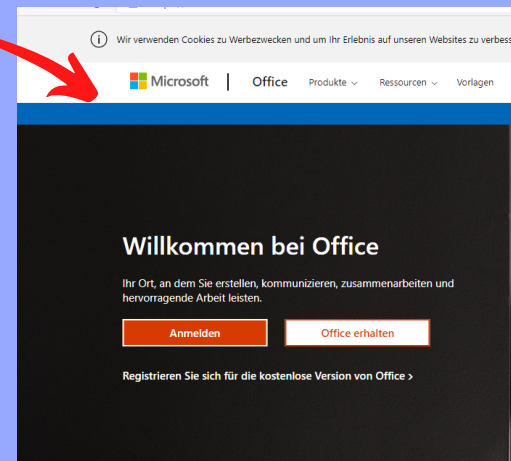 Wir verwenden Cookies zu Werbezwecken und um Ihr Erlebnis auf unseren Websites zu verbess
Microsoft | Office Produkte Ressourcen Vorlagen
Willkommen bei Office
Ihr Ort, an dem Sie erstellen, kommunizieren, zusammenarbeiten und
hervorragende Arbeit leisten.
Anmelden Office erhalten
Registrieren Sie sich für die kostenlose Version von Office >